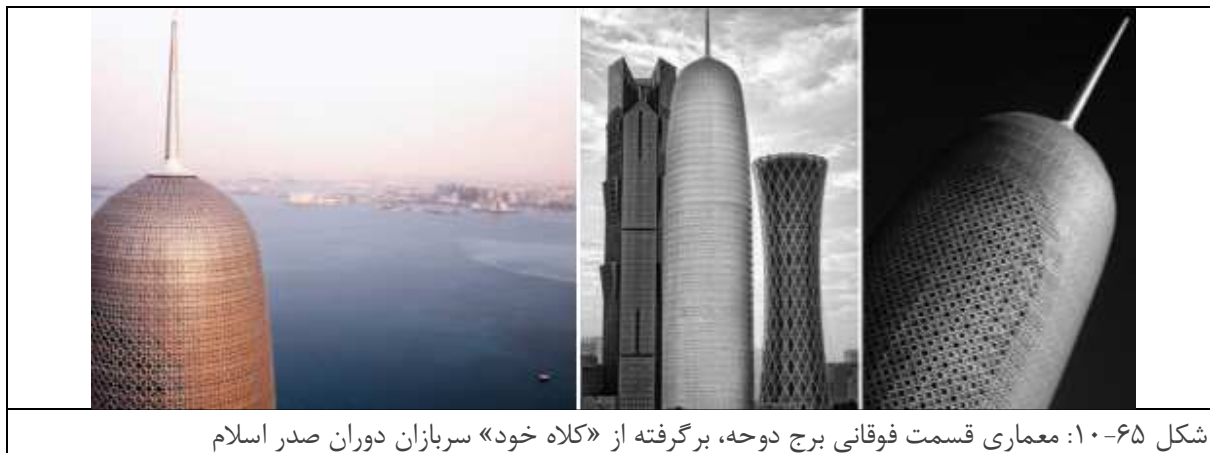 شکل ۶۵-۱۰: معماری قسمت فوقانی برج دوحه، برگرفته از «کلاه خود» سربازان دوران صدر اسلام